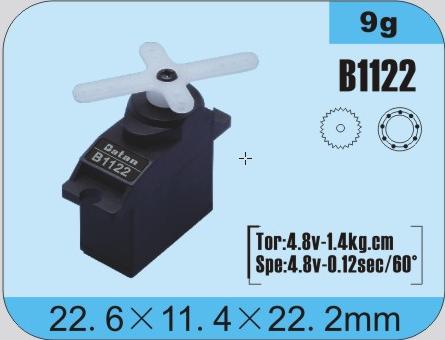 9g
B1122
Datan
B1122
Tor:4.8v-1.4kg.cm
Spe:4.8v-0.12sec/60°
22.6×11.4×22.2mm